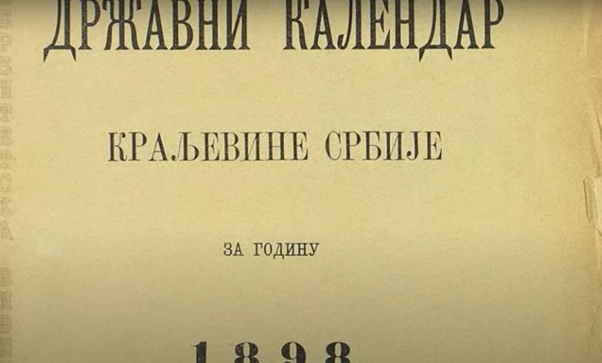 ДРЖАВНИ КАЛЕНДАР
КРАЉЕВИНЕ СРБИЈЕ
ЗА ГОДИНУ
1898